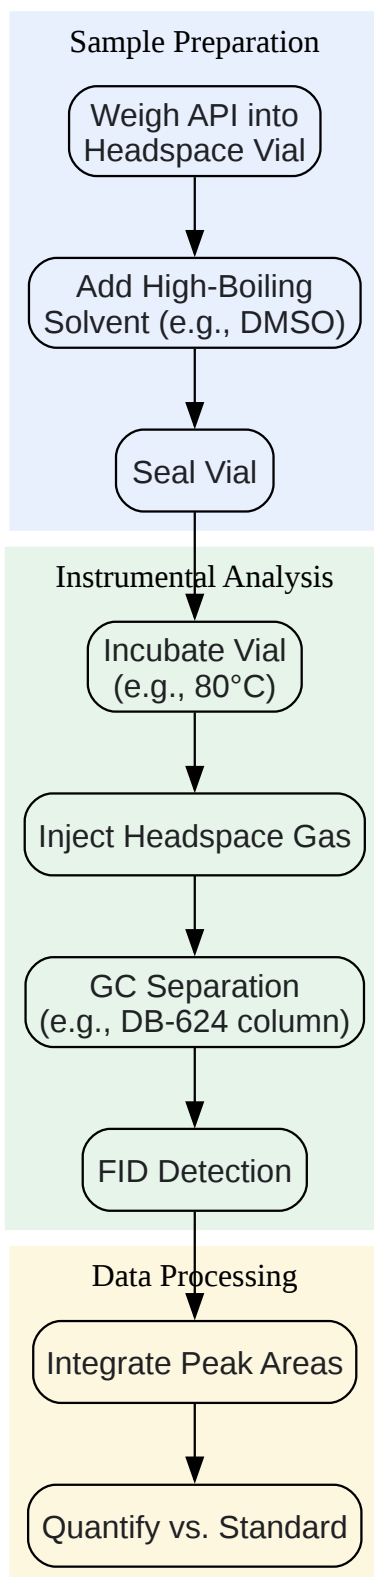 Sample Preparation
Weigh API into
Headspace Vial
Add High-Boiling
Solvent (e.g., DMSO)
Seal Vial
Instrumental Analysis
Incubate Vial
(e.g., 80°C)
Inject Headspace Gas
GC Separation
(e.g., DB-624 column)
FID Detection
Data Processing
Integrate Peak Areas
Quantify vs. Standard